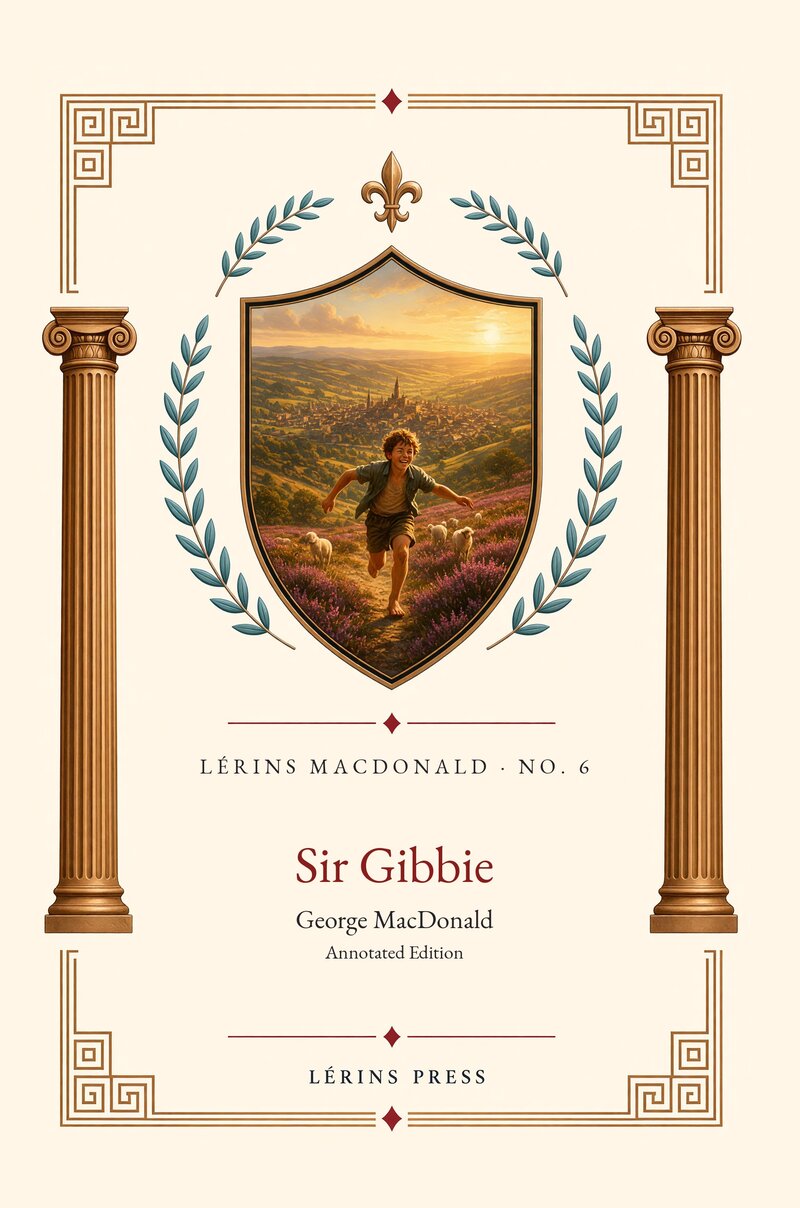 LÉRINS MACDONALD · NO. 6
Sir Gibbie
George MacDonald
Annotated Edition
LÉRINS PRESS